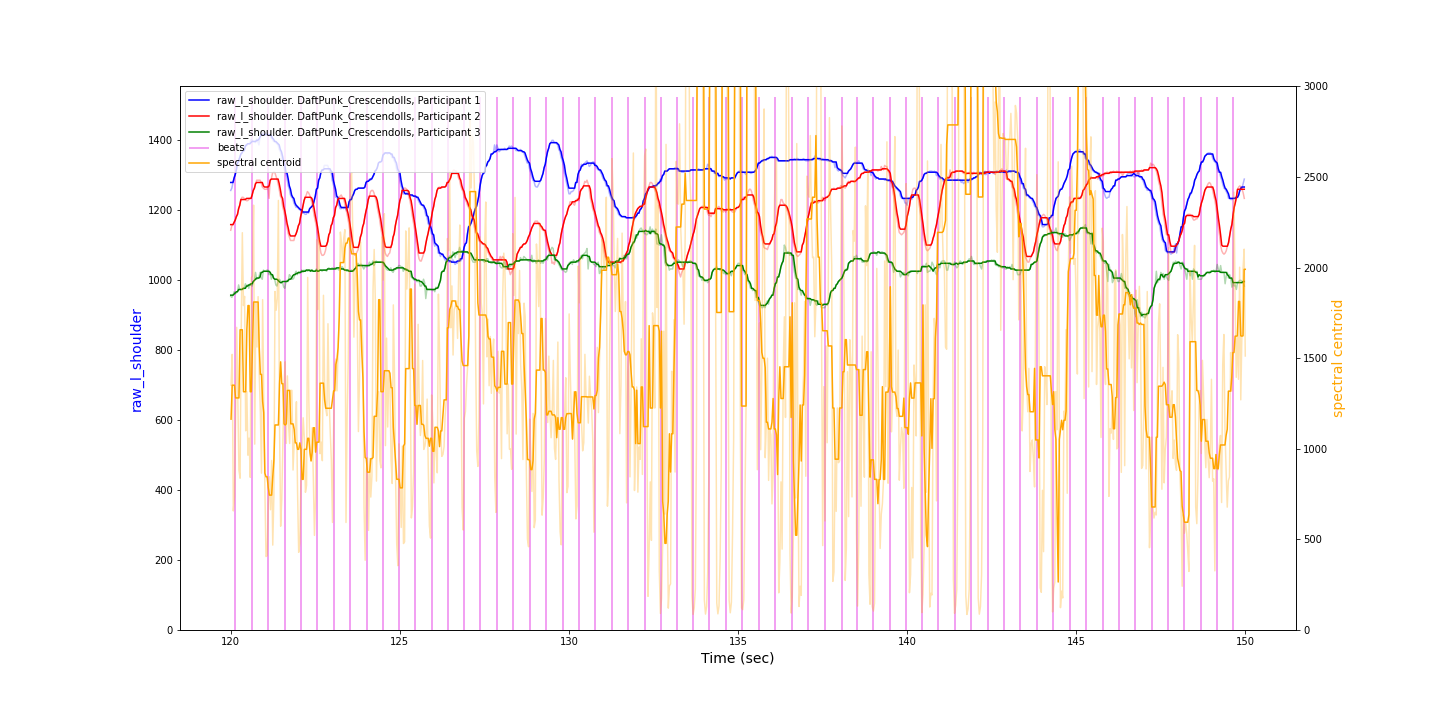 raw_l_shoulder. DaftPunk_Crescendolls, Participant 1
raw_l_shoulder. DaftPunk_Crescendolls, Participant 2
raw_l_shoulder. DaftPunk_Crescendolls, Participant 3
beats
spectral centroid
1400
1200
1000
800
600
400
200
0
raw_l_shoulder
3000
2500
2000
1500
1000
500
0
spectral centroid
120
125
130
135
140
145
150
Time (sec)